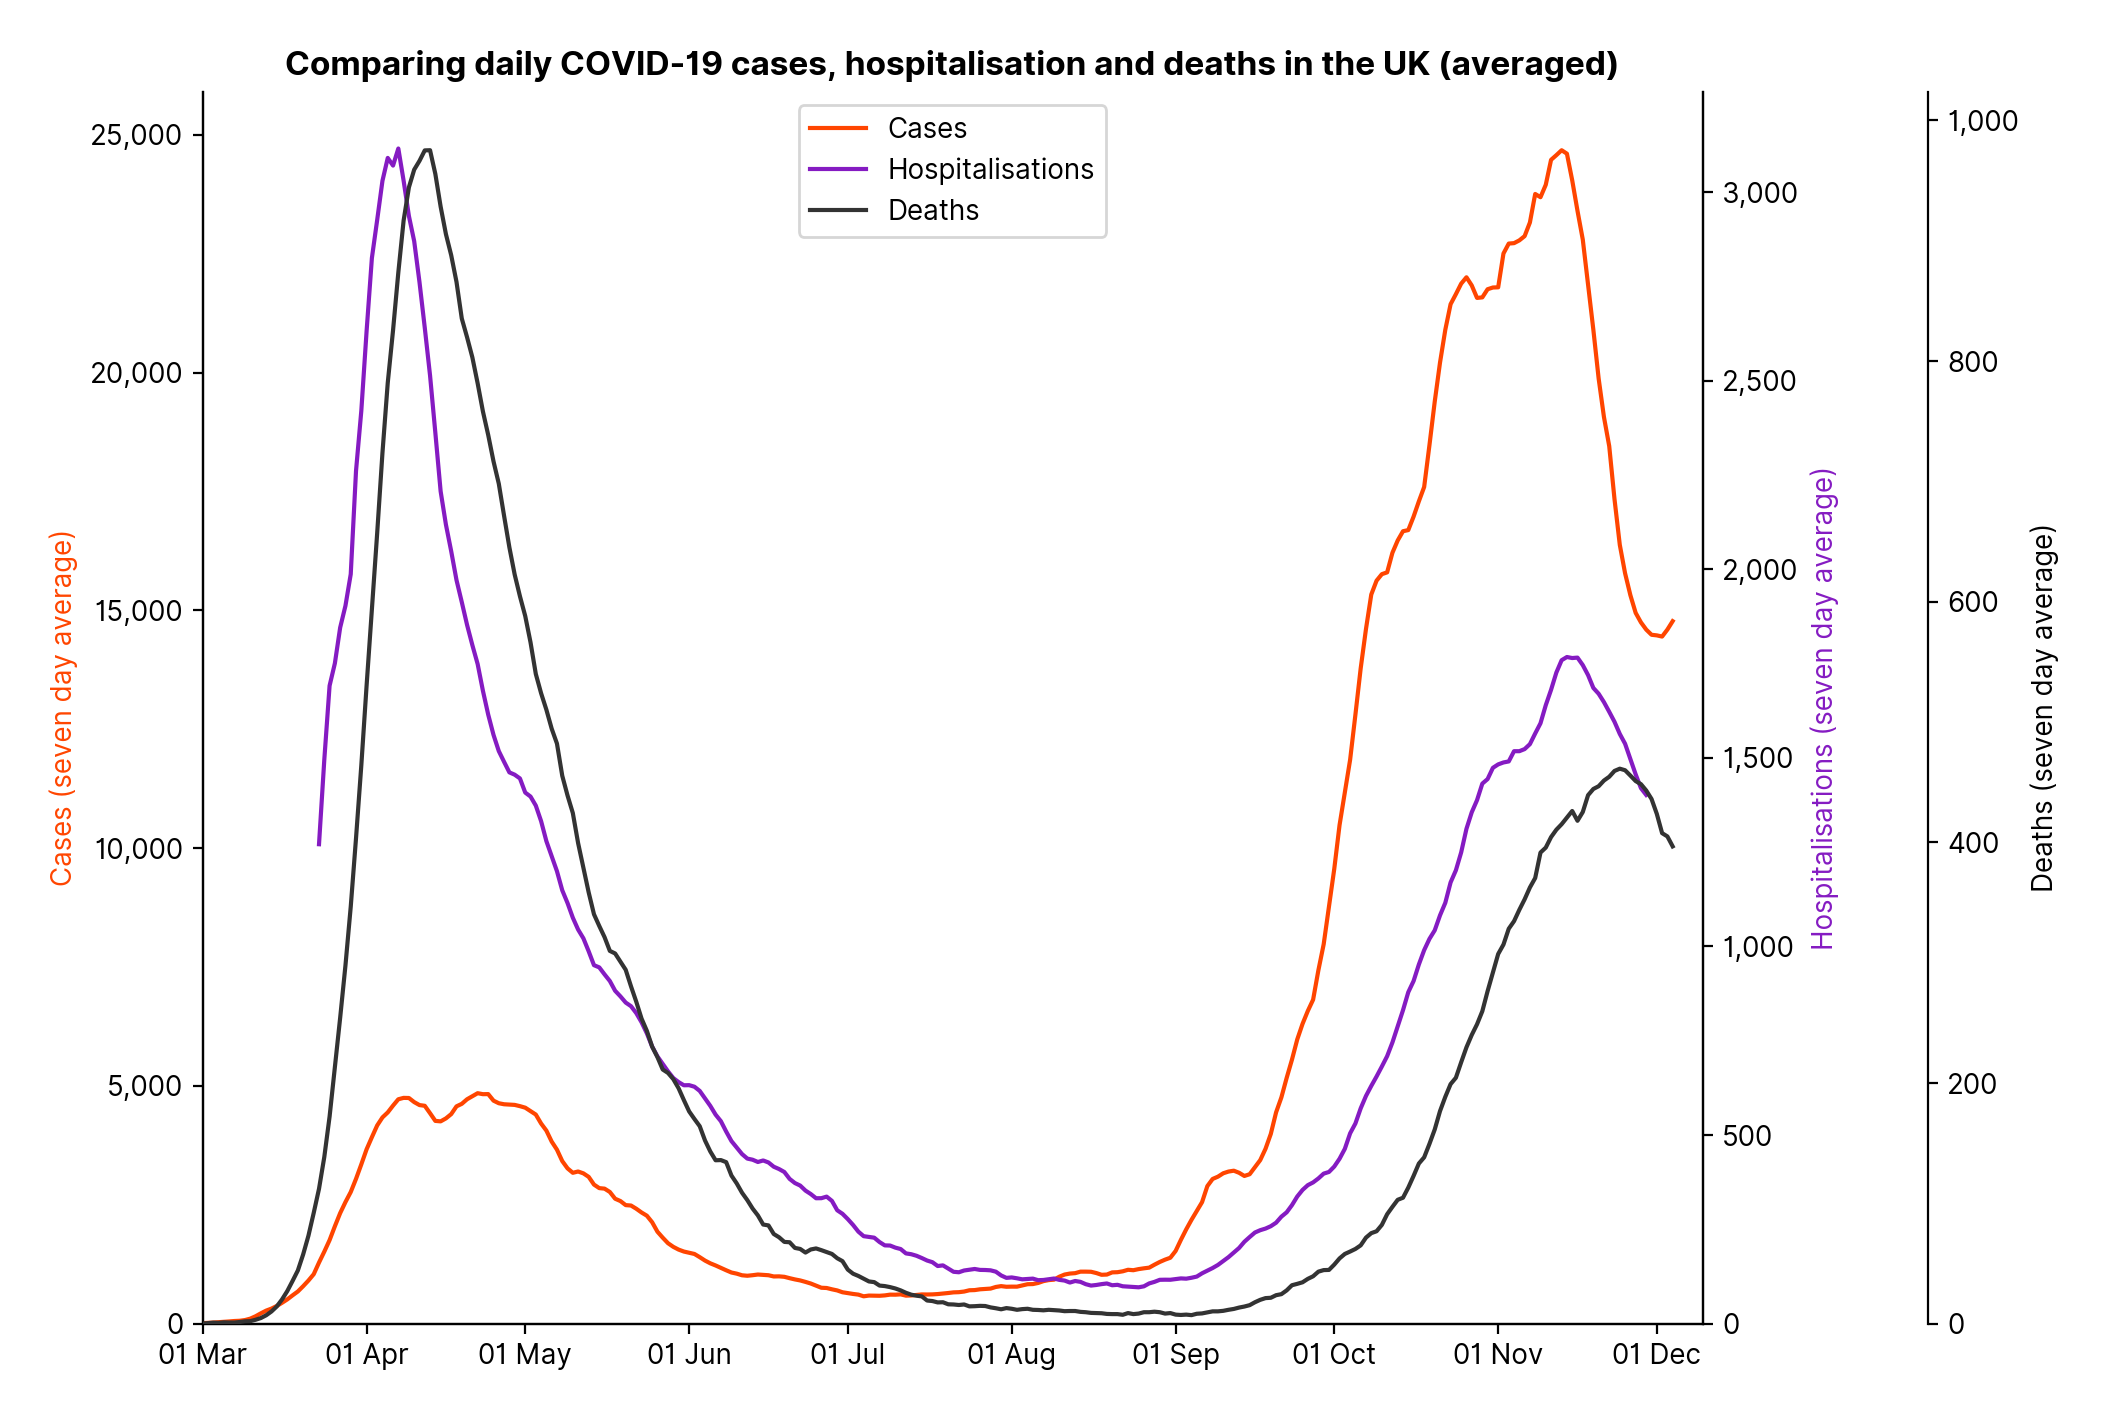 Comparing daily COVID-19 cases, hospitalisation and deaths in the UK (averaged)
Cases
Hospitalisations
Deaths
Cases (seven day average)
25,000
20,000
15,000
10,000
5,000
0
01 Mar
01 Apr
01 May
01 Jun
01 Jul
01 Aug
01 Sep
01 Oct
01 Nov
01 Dec
3,000
2,500
2,000
1,500
1,000
500
0
Hospitalisations (seven day average)
1,000
800
600
400
200
0
Deaths (seven day average)